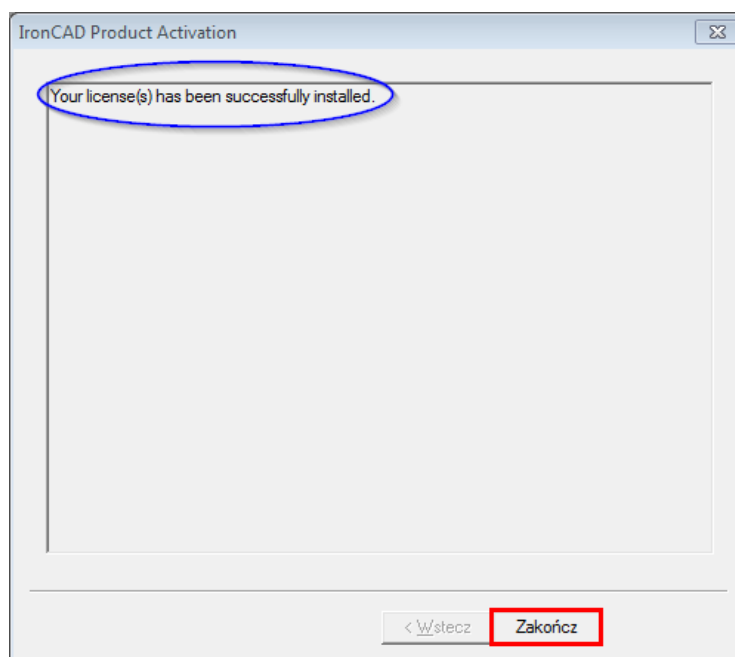 IronCAD Product Activation
Your license(s) has been successfully installed.
< Wstecz Zakończ